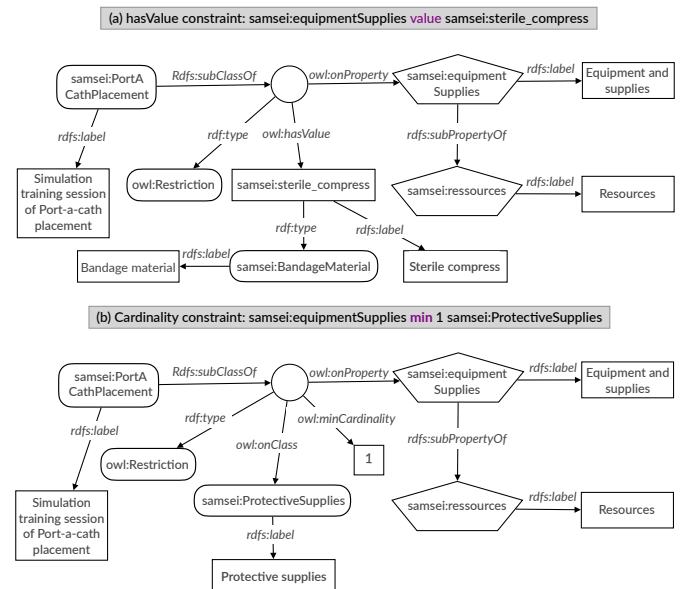 (a) hasValue constraint: samsei:equipmentSupplies value samsei:sterile_compress
samsei:PortA
CathPlacement
Rdfs:subClassOf
owl:onProperty
samsei:equipment
Supplies
rdfs:label
Equipment and
supplies
rdfs:label
rdf:type
owl:hasValue
rdfs:subPropertyOf
Simulation
training session
of Port-a-cath
placement
owl:Restriction
samsei:sterile_compress
samsei:ressources
rdfs:label
Resources
rdf:type
rdfs:label
Bandage material
rdfs:label
samsei:BandageMaterial
Sterile compress
(b) Cardinality constraint: samsei:equipmentSupplies min 1 samsei:ProtectiveSupplies
samsei:PortA
CathPlacement
Rdfs:subClassOf
owl:onProperty
samsei:equipment
Supplies
rdfs:label
Equipment and
supplies
rdfs:label
rdf:type
owl:onClass
owl:minCardinality
rdfs:subPropertyOf
owl:Restriction
1
Simulation
training session
of Port-a-cath
placement
samsei:ProtectiveSupplies
samsei:ressources
rdfs:label
Resources
rdfs:label
Protective supplies